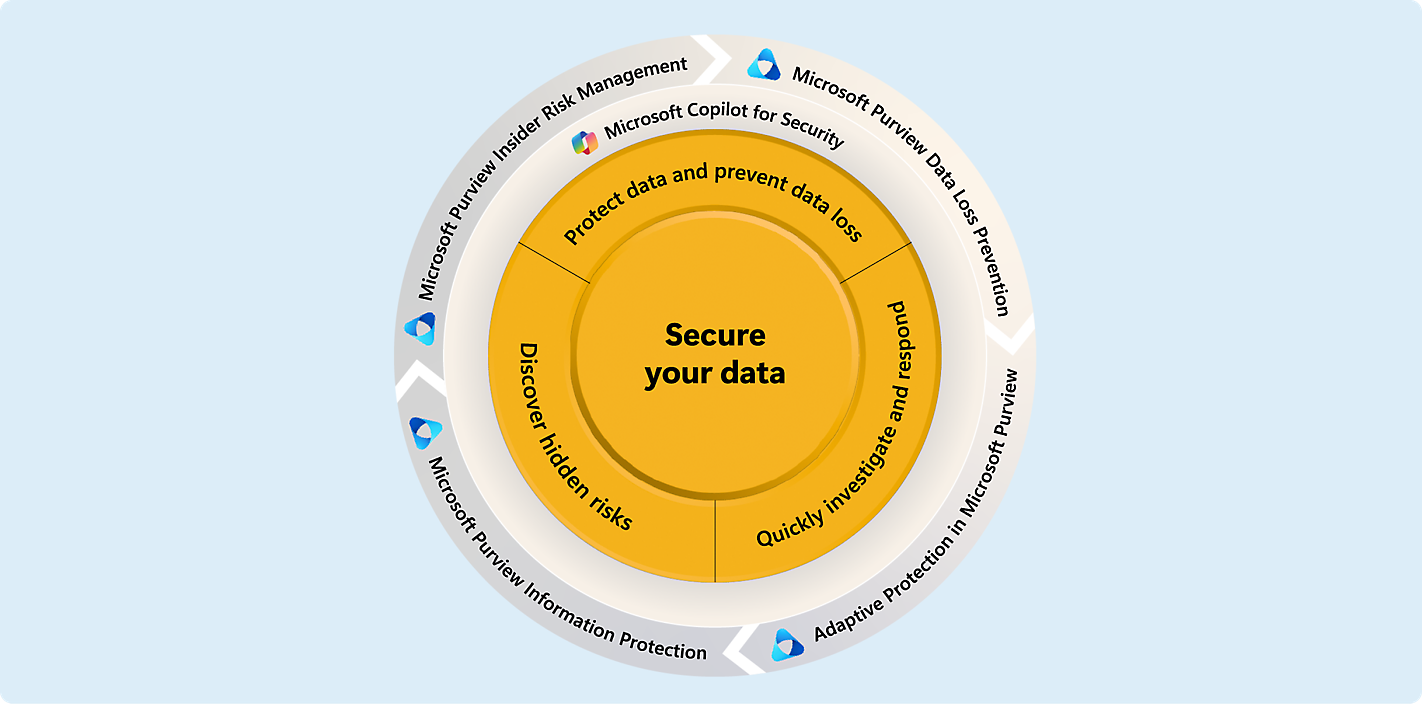 Microsoft Purview Insider Risk Management
Microsoft Purview Data Loss Prevention
Adaptive Protection in Microsoft Purview
Microsoft Purview Information Protection
Microsoft Copilot for Security
Protect data and prevent data loss
Quickly investigate and respond
Discover hidden risks
Secure
your data